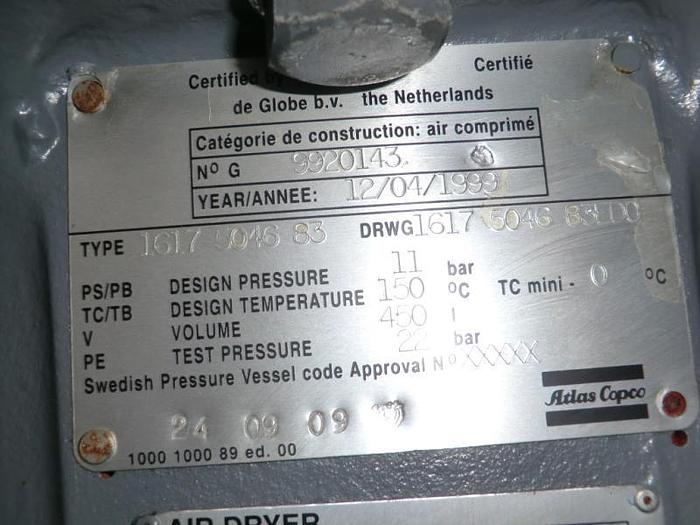 Certified by Certifié
de Globe b.v. the Netherlands
Catégorie de construction: air comprimé
Nº G 9920143
YEAR/ANNEE: 12/04/1999
TYPE 1617 5046 83 DRWG 1617 5046 83
PS/PB DESIGN PRESSURE 11 bar
TC/TB DESIGN TEMPERATURE 150 ºC TC mini - 0 ºC
V VOLUME 450 l
PE TEST PRESSURE 22 bar
Swedish Pressure Vessel code Approval Nº XXXXX
Atlas Copco
24 09 09
1000 1000 89 ed. 00
AIR DRYER